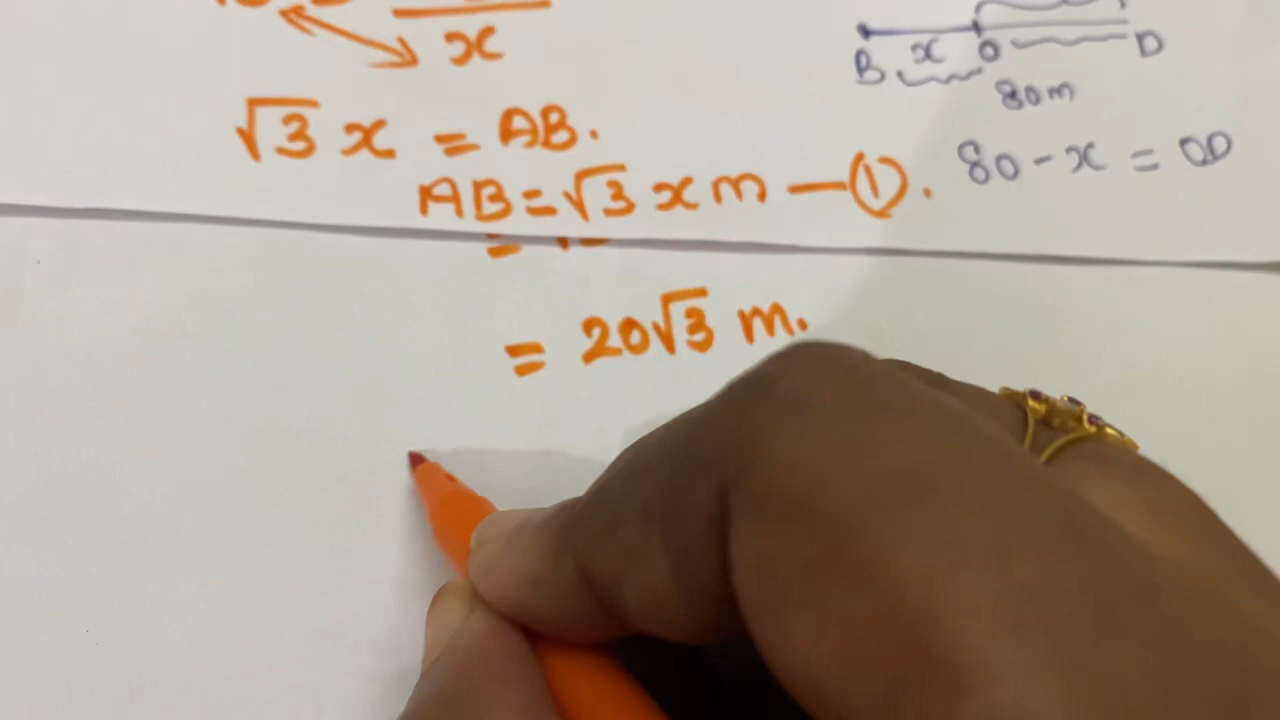 x
√3 x = AB.
AB = √3 x m — ①.
= 20√3 m.
B x O D
80m
80 - x = OD